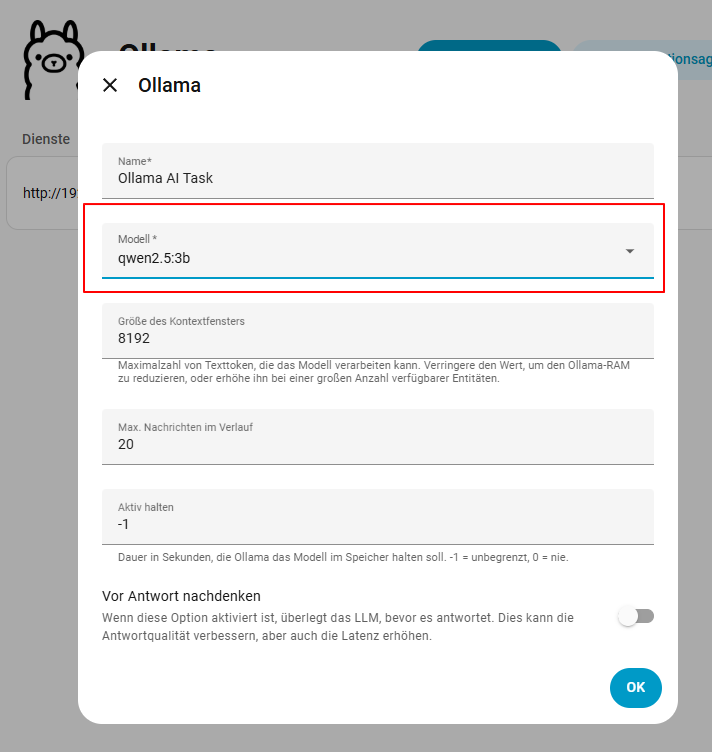 Ollama
Dienste
http://19
Ollama
Name*
Ollama AI Task
Modell *
qwen2.5:3b
Größe des Kontextfensters
8192
Maximalzahl von Texttoken, die das Modell verarbeiten kann. Verringere den Wert, um den Ollama-RAM
zu reduzieren, oder erhöhe ihn bei einer großen Anzahl verfügbarer Entitäten.
Max. Nachrichten im Verlauf
20
Aktiv halten
-1
Dauer in Sekunden, die Ollama das Modell im Speicher halten soll. -1 = unbegrenzt, 0 = nie.
Vor Antwort nachdenken
Wenn diese Option aktiviert ist, überlegt das LLM, bevor es antwortet. Dies kann die
Antwortqualität verbessern, aber auch die Latenz erhöhen.
OK